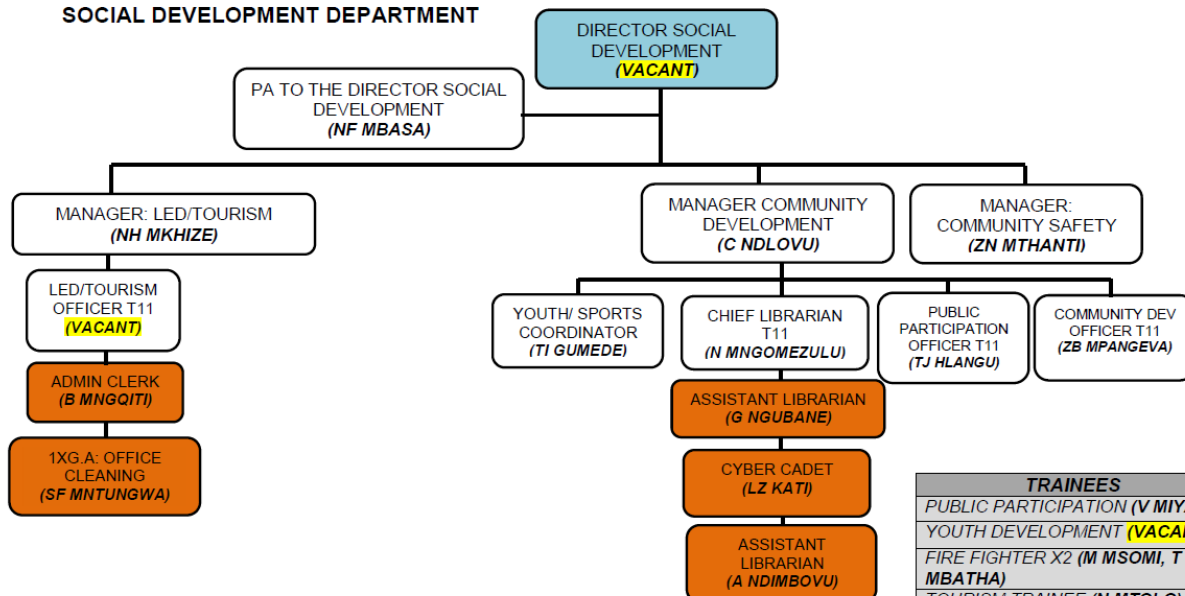 SOCIAL DEVELOPMENT DEPARTMENT
DIRECTOR SOCIAL
DEVELOPMENT
(VACANT)
PA TO THE DIRECTOR SOCIAL
DEVELOPMENT
(NF MBASA)
MANAGER: LED/TOURISM
(NH MKHIZE)
MANAGER COMMUNITY
DEVELOPMENT
(C NDLOVU)
MANAGER:
COMMUNITY SAFETY
(ZN MTHANTI)
LED/TOURISM
OFFICER T11
(VACANT)
ADMIN CLERK
(B MNGQITI)
1XG.A: OFFICE
CLEANING
(SF MNTUNGWA)
YOUTH/ SPORTS
COORDINATOR
(TI GUMEDE)
CHIEF LIBRARIAN
T11
(N MNGOMEZULU)
PUBLIC
PARTICIPATION
OFFICER T11
(TJ HLANGU)
COMMUNITY DEV
OFFICER T11
(ZB MPANGEVA)
ASSISTANT LIBRARIAN
(G NGUBANE)
CYBER CADET
(LZ KATI)
ASSISTANT
LIBRARIAN
(A NDIMBOVU)
TRAINEES
PUBLIC PARTICIPATION (V
YOUTH DEVELOPMENT
FIRE FIGHTER X2 (M MSOMI, T
MBATHA)
TOURISM TRAINEE (N MTOLO)